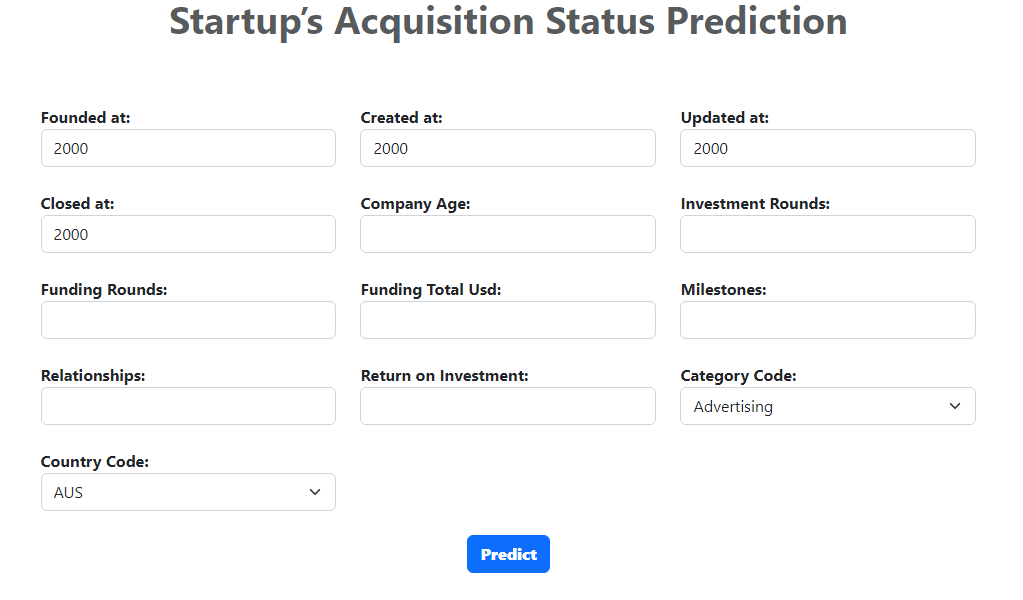 Startup’s Acquisition Status Prediction
Founded at: Created at: Updated at:
2000 2000 2000
Closed at: Company Age: Investment Rounds:
2000
Funding Rounds: Funding Total Usd: Milestones:
Relationships: Return on Investment: Category Code:
Advertising
Country Code:
AUS
Predict